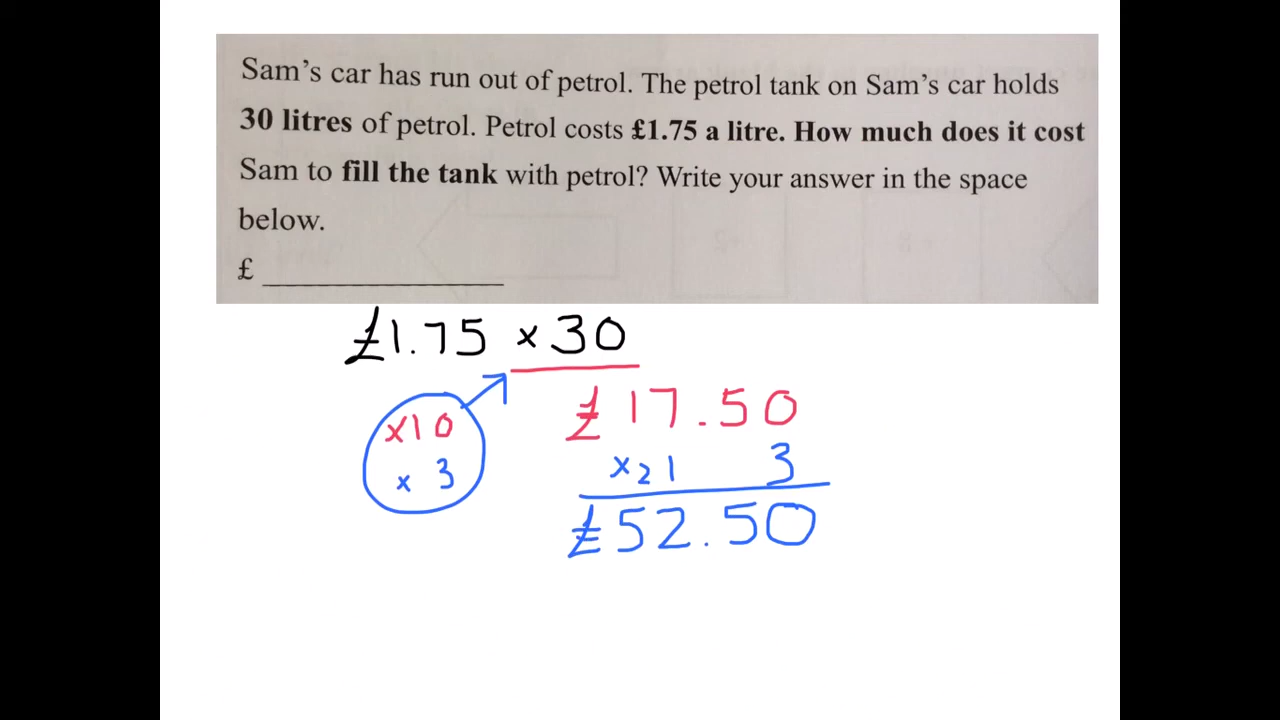 Sam's car has run out of petrol. The petrol tank on Sam's car holds
30 litres of petrol. Petrol costs £1.75 a litre. How much does it cost
Sam to fill the tank with petrol? Write your answer in the space
below.
£ ____________________
£1.75 × 30
×10
× 3
£17.50
×21 3
£52.50